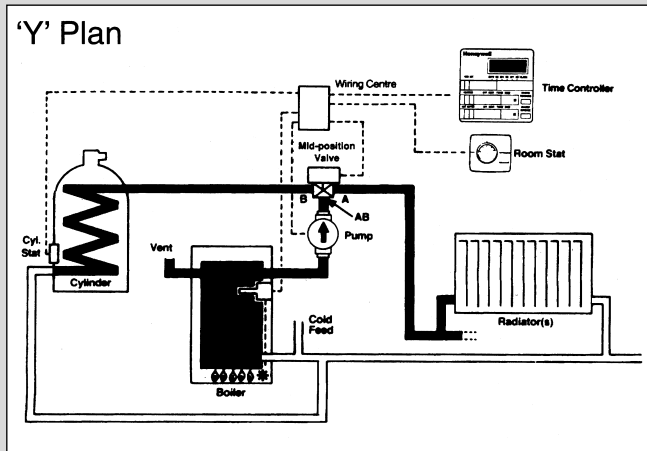 'Y' Plan
Honeywell
Wiring Centre
Time Controller
Mid-position
Valve
Room Stat
B
A
AB
Pump
Cyl.
Stat
Vent
Cylinder
Cold
Feed
Radiator(s)
Boiler